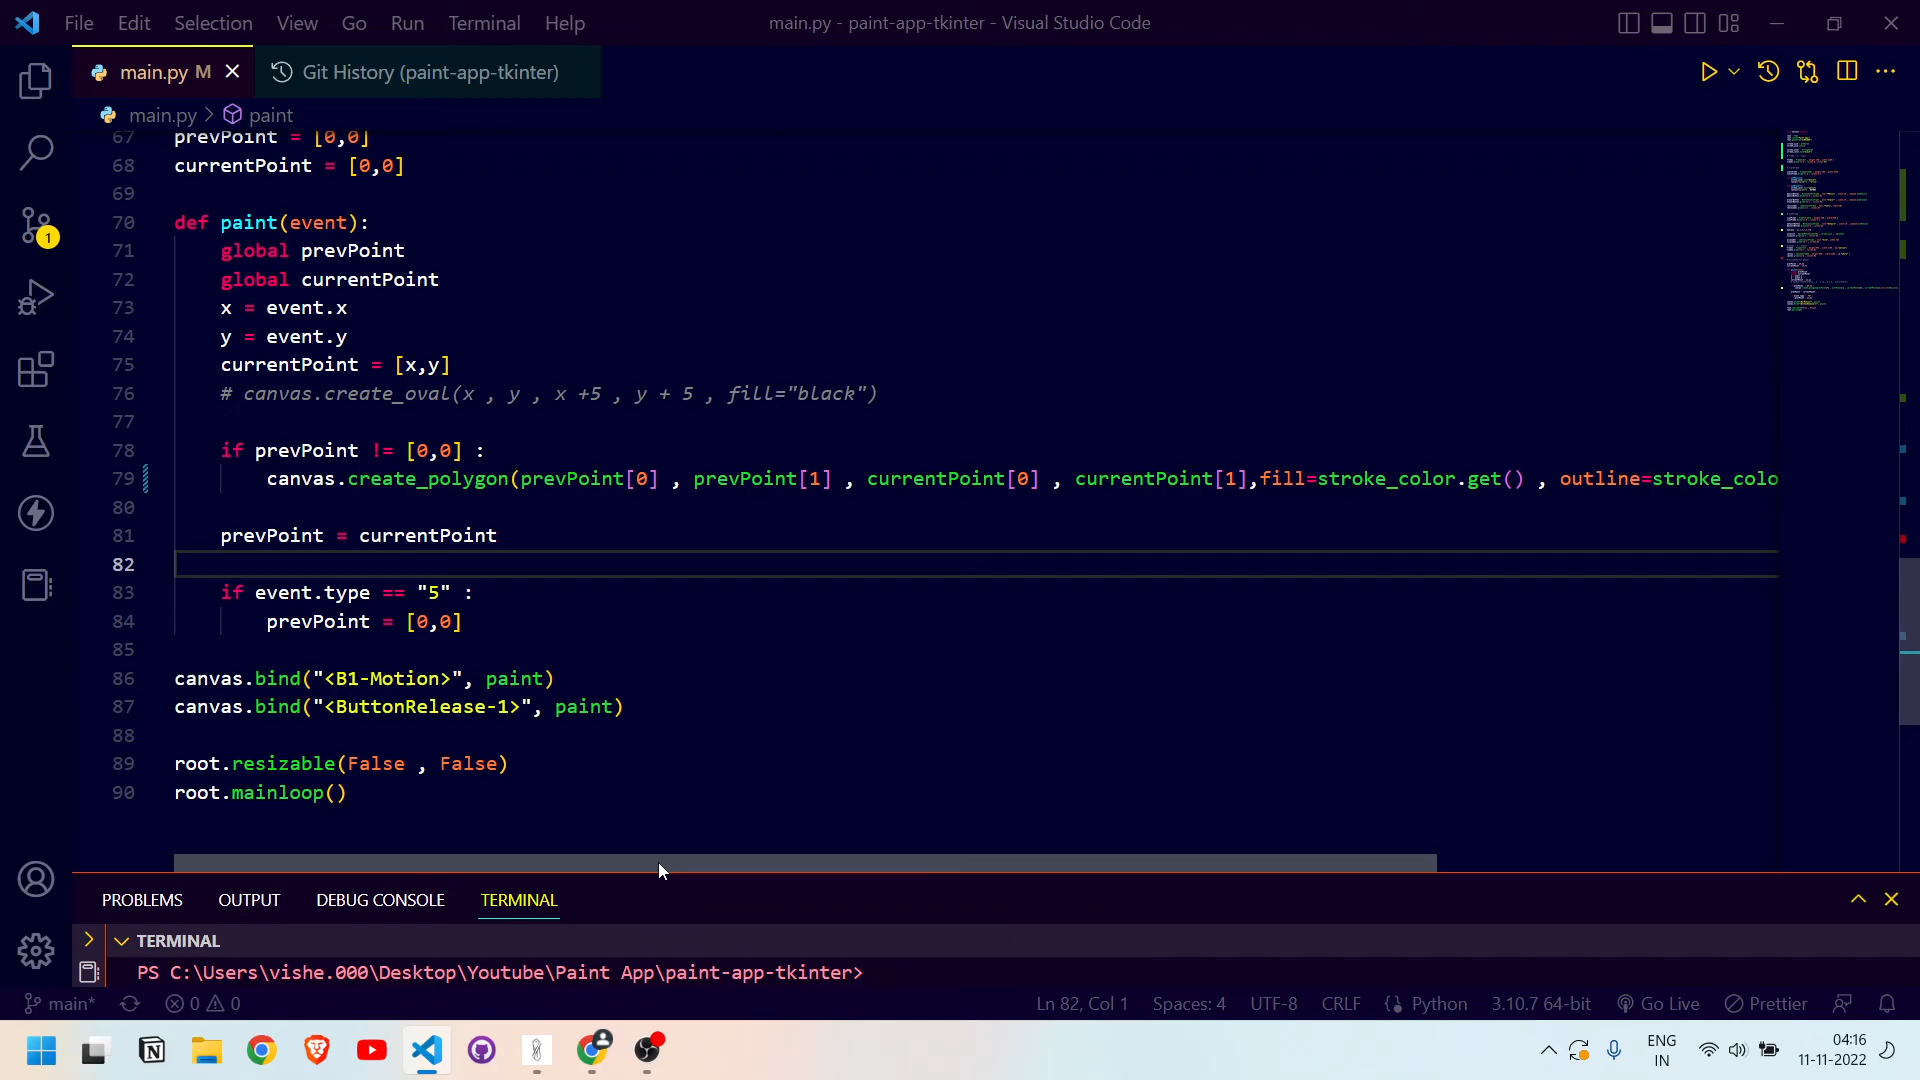 File Edit Selection View Go Run Terminal Help
main.py - paint-app-tkinter - Visual Studio Code
main.py M
Git History (paint-app-tkinter)
main.py > paint
67 prevPoint = [0,0]
68 currentPoint = [0,0]
69
70 def paint(event):
71 global prevPoint
72 global currentPoint
73 x = event.x
74 y = event.y
75 currentPoint = [x,y]
76 # canvas.create_oval(x , y , x +5 , y + 5 , fill="black")
77
78 if prevPoint != [0,0] :
79 canvas.create_polygon(prevPoint[0] , prevPoint[1] , currentPoint[0] , currentPoint[1],fill=stroke_color.get() , outline=stroke_colo
80
81 prevPoint = currentPoint
82
83 if event.type == "5" :
84 prevPoint = [0,0]
85
86 canvas.bind("<B1-Motion>", paint)
87 canvas.bind("<ButtonRelease-1>", paint)
88
89 root.resizable(False , False)
90 root.mainloop()
1
PROBLEMS OUTPUT DEBUG CONSOLE TERMINAL
TERMINAL
PS C:\Users\vishe.000\Desktop\Youtube\Paint App\paint-app-tkinter>
main* 0 0 Ln 82, Col 1 Spaces: 4 UTF-8 CRLF Python 3.10.7 64-bit Go Live Prettier
ENG
IN
04:16
11-11-2022